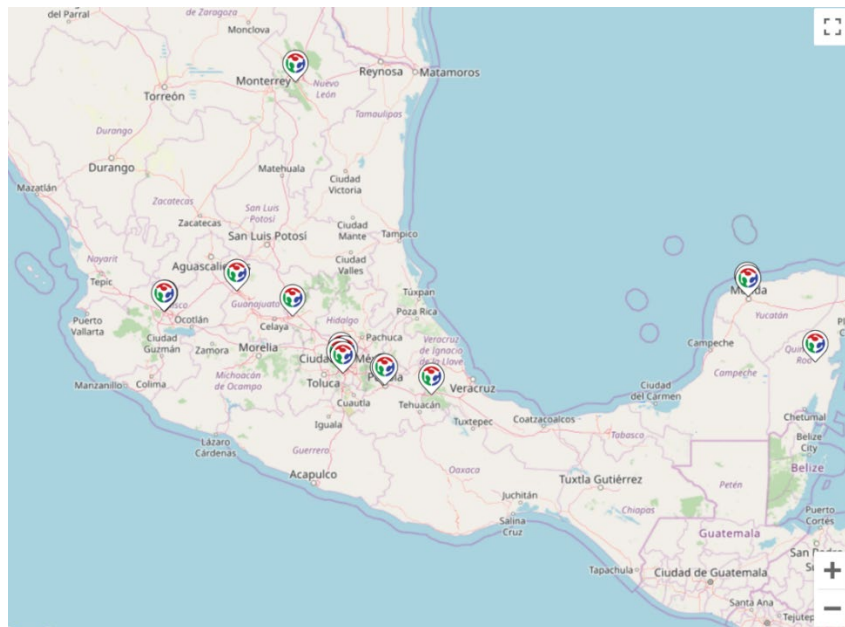 del Parral
de Zaragoza
Monclova
Reynosa
Matamoros
Monterrey
Nuevo
León
Torreón
Tamaulipas
Durango
Durango
Matehuala
Ciudad
Victoria
Mazatlán
Zacatecas
Zacatecas
San Luis
Potosí
San Luis Potosí
Ciudad
Mante
Tampico
Nayarit
Tepic
Ciudad
Valles
Guanajuato
Túxpan
Poza Rica
Puerto
Vallarta
Ocotlán
Celaya
Hidalgo
Pachuca
Ciudad
Guzmán
Zamora
Morelia
Veracruz
de Ignacio
de la Llave
Manzanillo
Colima
Michoacán
de Ocampo
Toluca
Cuautla
Tehuacán
Veracruz
Iguala
Tuxtepec
Coatzacoalcos
Lázaro
Cárdenas
Guerrero
Acapulco
Oaxaca
Tabasco
Yucatán
Campeche
Campeche
Ciudad
del Carmen
Chetumal
Belize
City
Belize
Petén
Tuxtla Gutiérrez
Juchitán
Chiapas
Salina
Cruz
Guatemala
Puerto
Cortés
Tapachula
Ciudad de Guatemala
Santa Ana
+
−